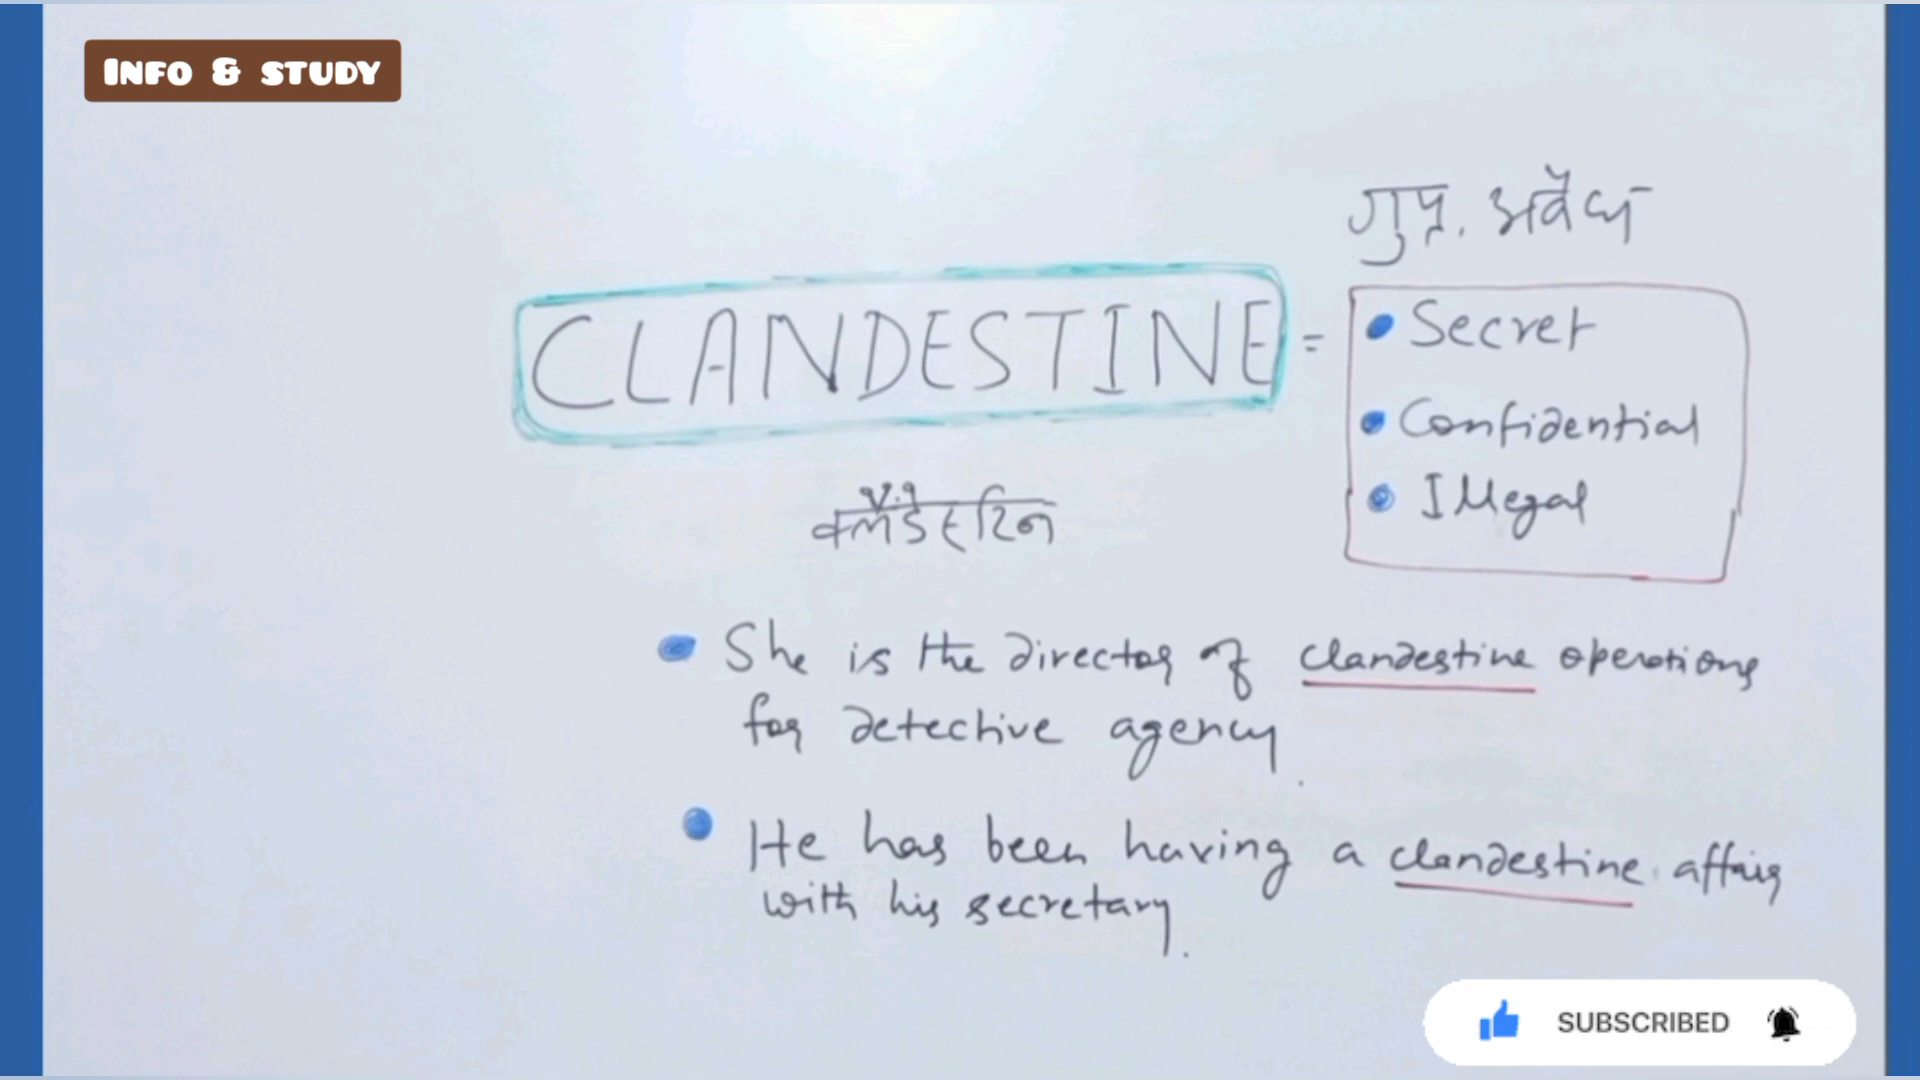 INFO & STUDY
गुप्त, अवैध
CLANDESTINE =
Secret
Confidential
Illegal
She is the director of clandestine operations
for detective agency.
He has been having a clandestine affair
with his secretary.
SUBSCRIBED